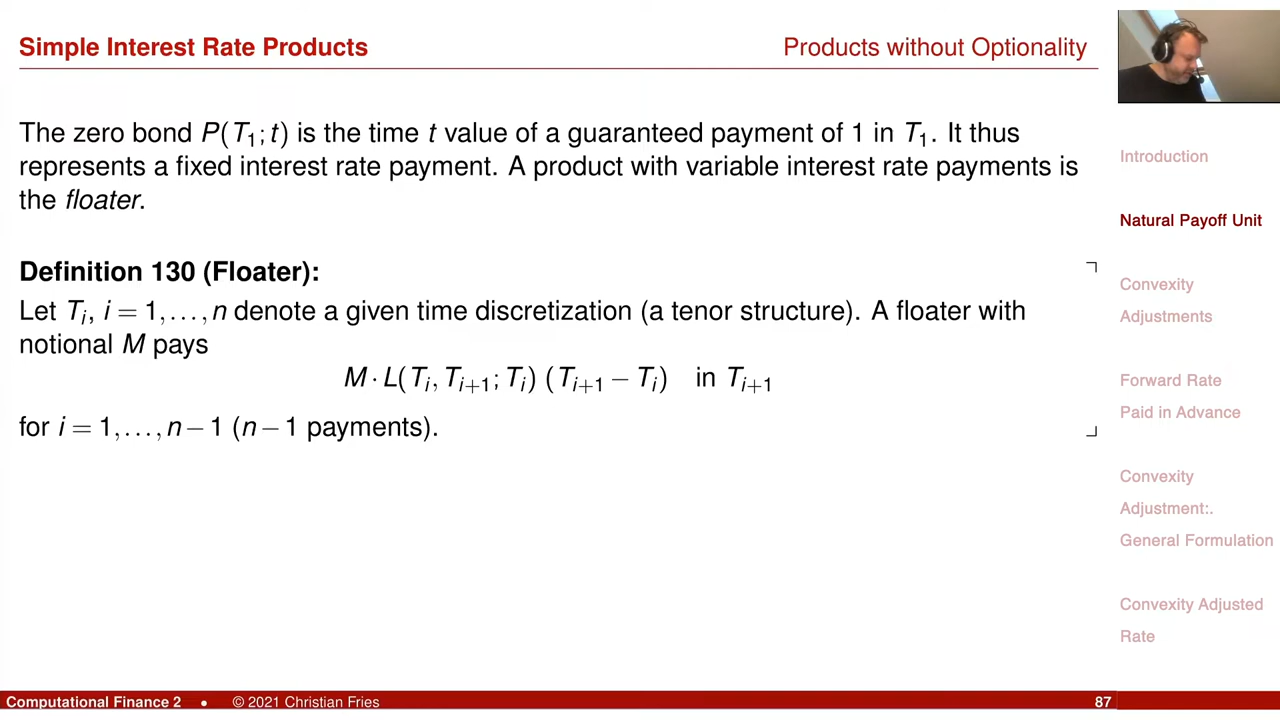 Simple Interest Rate Products
Products without Optionality
The zero bond P(T₁; t) is the time t value of a guaranteed payment of 1 in T₁. It thus
represents a fixed interest rate payment. A product with variable interest rate payments is
the floater.
Definition 130 (Floater):
Let Tᵢ, i = 1,…,n denote a given time discretization (a tenor structure). A floater with
notional M pays
M · L(Tᵢ, Tᵢ₊₁; Tᵢ) (Tᵢ₊₁ − Tᵢ) in Tᵢ₊₁
for i = 1,…,n − 1 (n − 1 payments).
Introduction
Natural Payoff Unit
Convexity
Adjustments
Forward Rate
Paid in Advance
Convexity
Adjustment:.
General Formulation
Convexity Adjusted
Rate
Computational Finance 2 • © 2021 Christian Fries
87